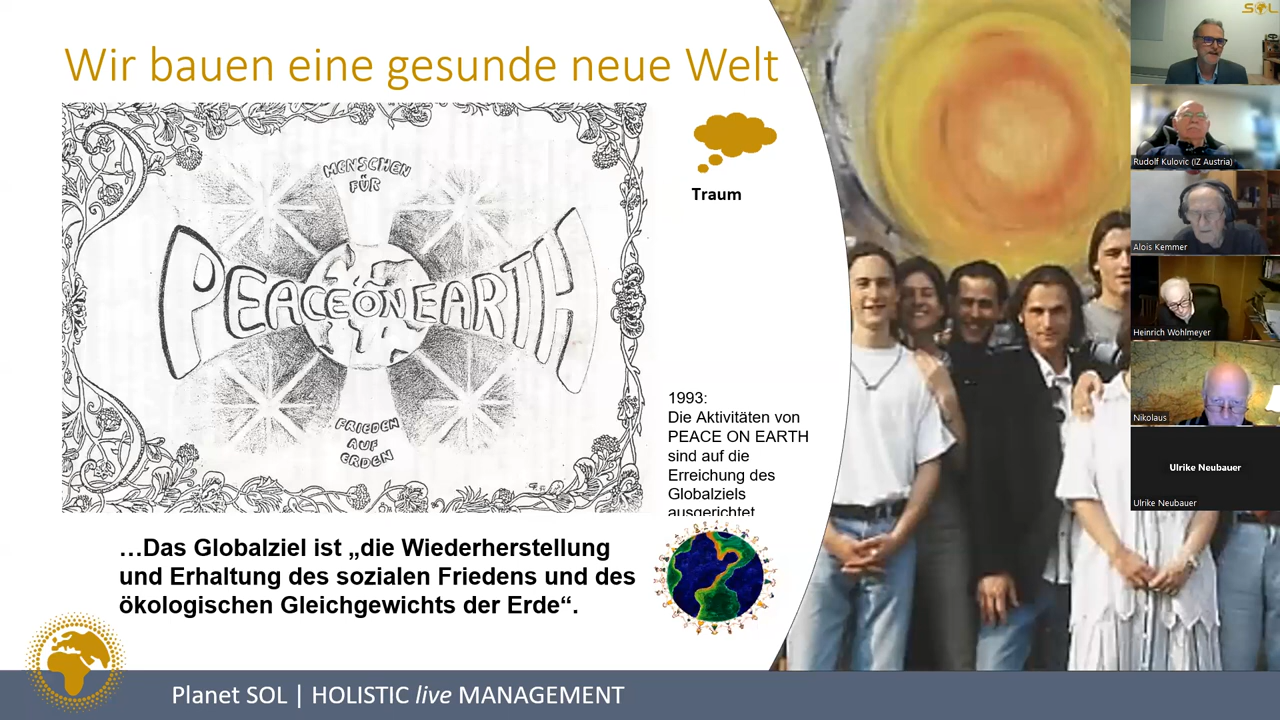 Wir bauen eine gesunde neue Welt
MENSCHEN
FÜR
PEACE ON EARTH
FRIEDEN
AUF
ERDEN
Traum
1993:
Die Aktivitäten von
PEACE ON EARTH
sind auf die
Erreichung des
Globalziels
ausgerichtet
…Das Globalziel ist „die Wiederherstellung
und Erhaltung des sozialen Friedens und des
ökologischen Gleichgewichts der Erde“.
Planet SOL | HOLISTIC live MANAGEMENT
SOL
Rudolf Kulovic (IZ Austria)
Alois Kemmer
Heinrich Wohlmeyer
Nikolaus
Ulrike Neubauer
Ulrike Neubauer